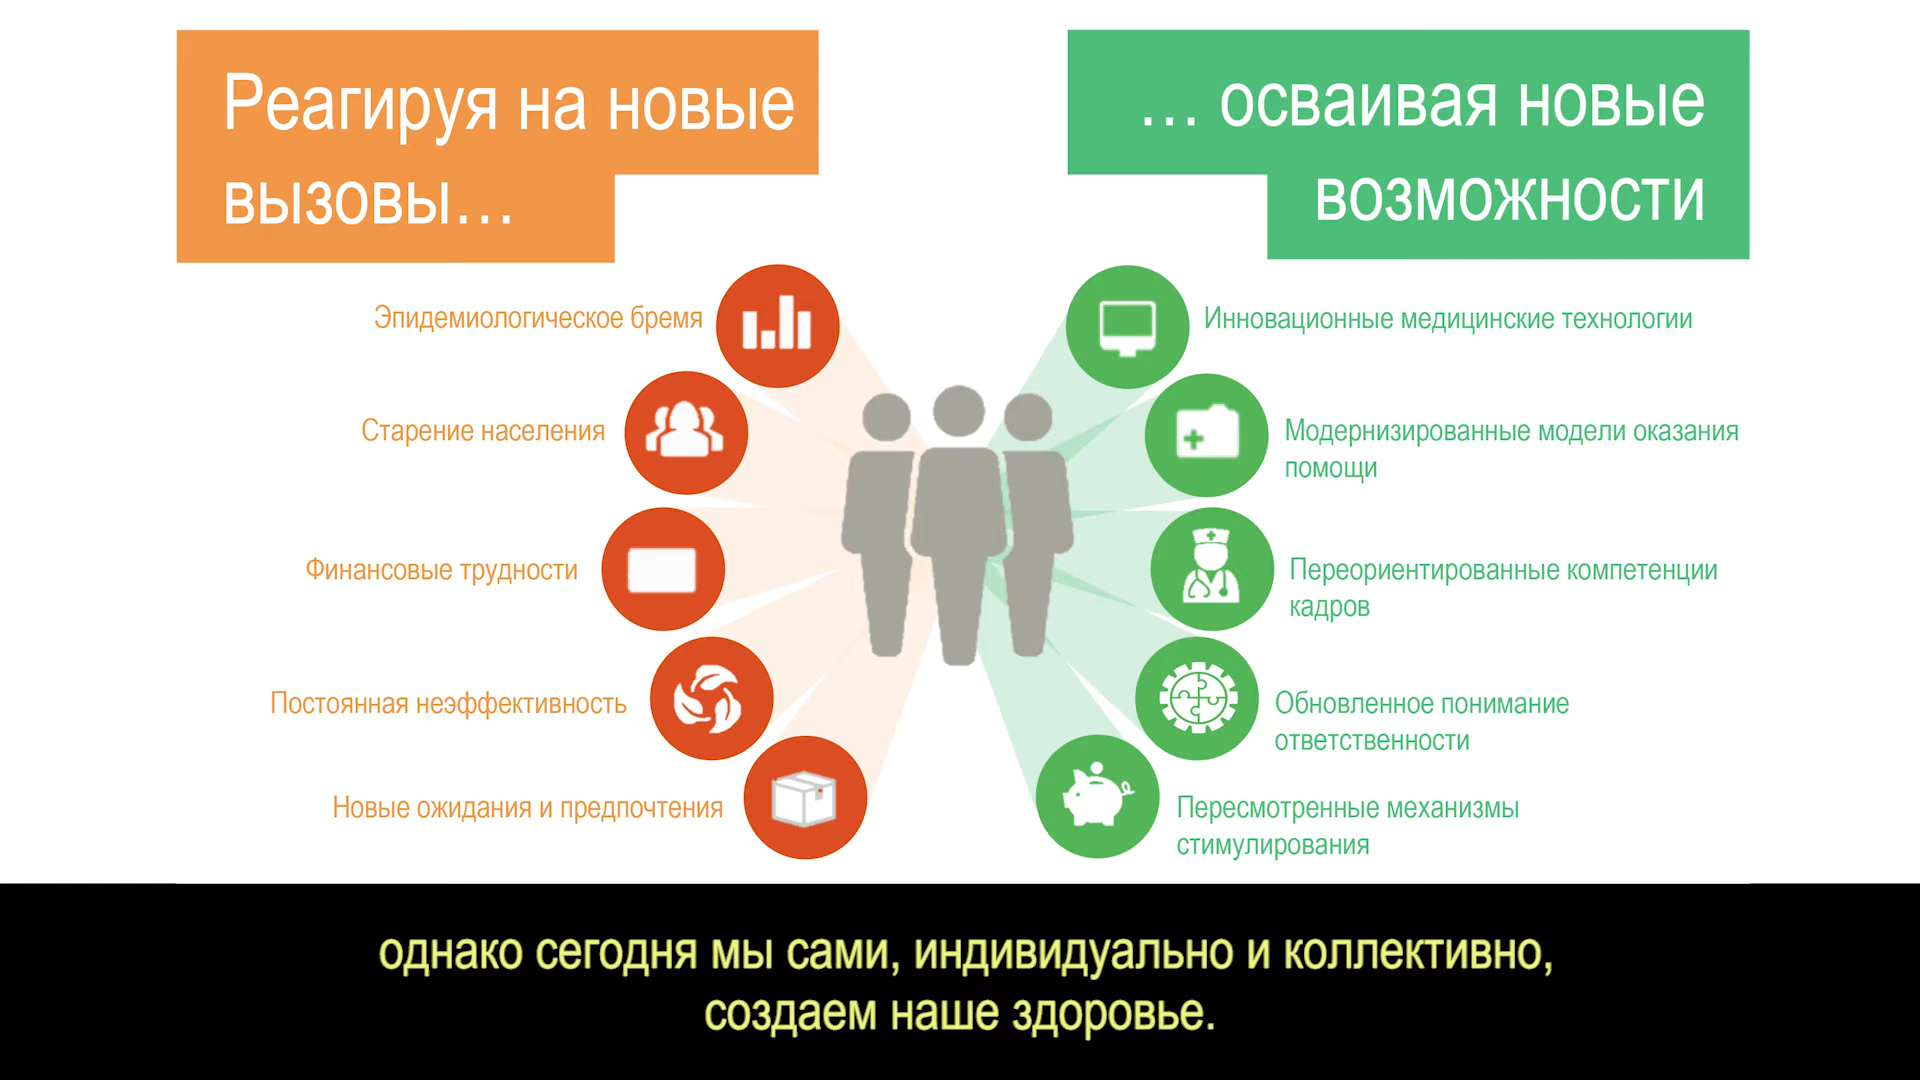 Реагируя на новые
вызовы…
… осваивая новые
возможности
Эпидемиологическое бремя
Старение населения
Финансовые трудности
Постоянная неэффективность
Новые ожидания и предпочтения
Инновационные медицинские технологии
Модернизированные модели оказания
помощи
Переориентированные компетенции
кадров
Обновленное понимание
ответственности
Пересмотренные механизмы
стимулирования
однако сегодня мы сами, индивидуально и коллективно,
создаем наше здоровье.